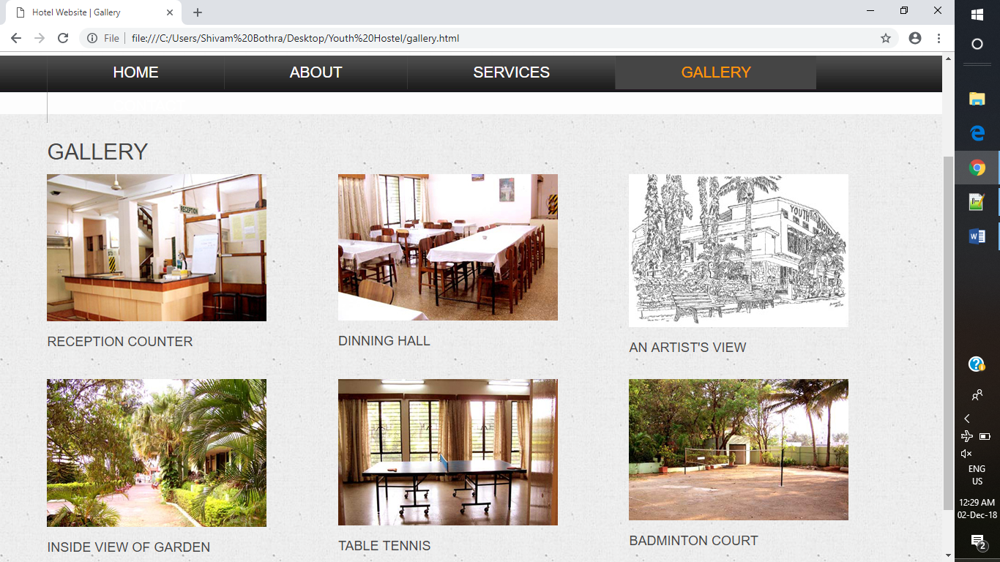 Hotel Website | Gallery
File
file:///C:/Users/Shivam%20Bothra/Desktop/Youth%20Hostel/gallery.html
HOME ABOUT SERVICES GALLERY
GALLERY
RECEPTION
YOUTH
RECEPTION COUNTER
DINNING HALL
AN ARTIST'S VIEW
INSIDE VIEW OF GARDEN
TABLE TENNIS
BADMINTON COURT
ENG
US
12:29 AM
02-Dec-18
2